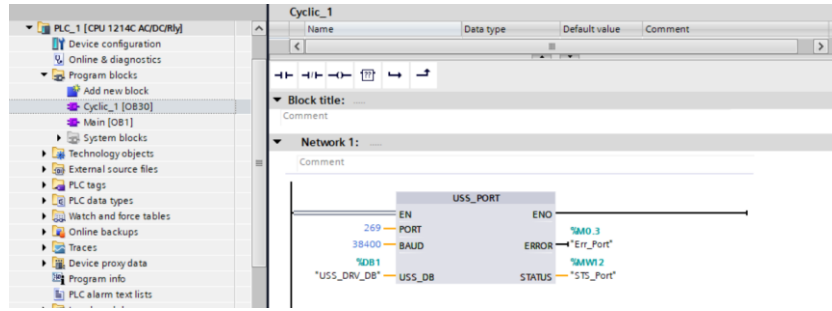 Cyclic_1
Name Data type Default value Comment
PLC_1 [CPU 1214C AC/DC/Rly]
Device configuration
Online & diagnostics
Program blocks
Add new block
Cyclic_1 [OB30]
Main [OB1]
System blocks
Technology objects
External source files
PLC tags
PLC data types
Watch and force tables
Online backups
Traces
Device proxy data
Program info
PLC alarm text lists
??
Block title: ....
Comment
Network 1: ....
Comment
USS_PORT
EN ENO
269 PORT %M0.3
38400 BAUD ERROR "Err_Port"
%DB1 %MW12
"USS_DRV_DB" USS_DB STATUS "STS_Port"